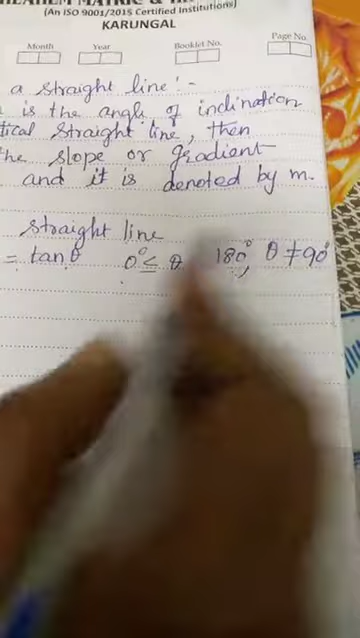 (An ISO 9001/2015 Certified Institutions)
KARUNGAL
Month Year Booklet No. Page No.
a straight line :-
is the angle of inclination
tical straight line, then
he slope or gradient
and it is denoted by m.
straight line
= tanθ 0° ≤ θ 180°, θ ≠ 90°